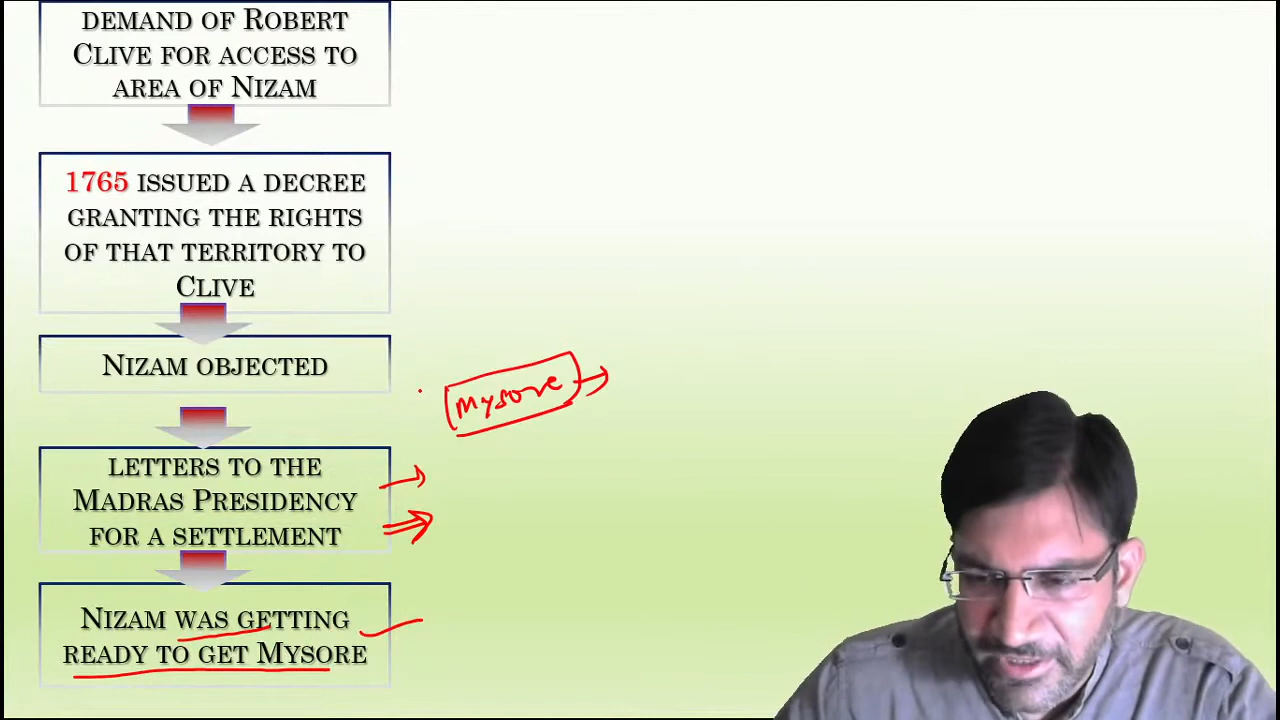 DEMAND OF ROBERT
CLIVE FOR ACCESS TO
AREA OF NIZAM
1765 ISSUED A DECREE
GRANTING THE RIGHTS
OF THAT TERRITORY TO
CLIVE
NIZAM OBJECTED
Mysore
LETTERS TO THE
MADRAS PRESIDENCY
FOR A SETTLEMENT
NIZAM WAS GETTING
READY TO GET MYSORE